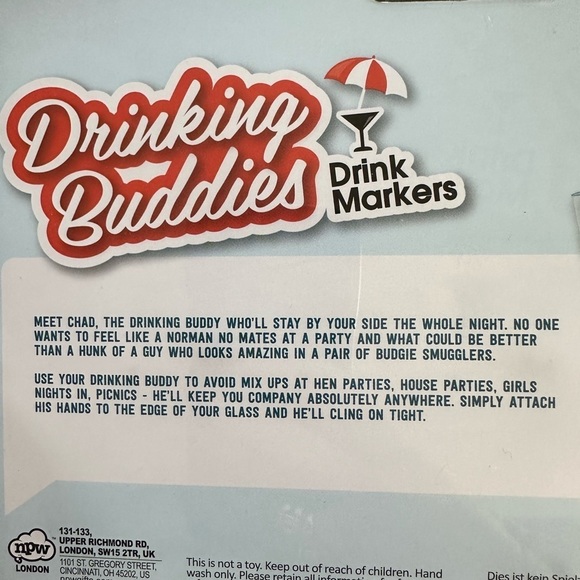 Drinking
Buddies
Drink
Markers
MEET CHAD, THE DRINKING BUDDY WHO'LL STAY BY YOUR SIDE THE WHOLE NIGHT. NO ONE
WANTS TO FEEL LIKE A NORMAN NO MATES AT A PARTY AND WHAT COULD BE BETTER
THAN A HUNK OF A GUY WHO LOOKS AMAZING IN A PAIR OF BUDGIE SMUGGLERS.
USE YOUR DRINKING BUDDY TO AVOID MIX UPS AT HEN PARTIES, HOUSE PARTIES, GIRLS
NIGHTS IN, PICNICS - HE'LL KEEP YOU COMPANY ABSOLUTELY ANYWHERE. SIMPLY ATTACH
HIS HANDS TO THE EDGE OF YOUR GLASS AND HE'LL CLING ON TIGHT.
npw
LONDON
131-133,
UPPER RICHMOND RD,
LONDON, SW15 2TR, UK
1101 ST. GREGORY STREET,
CINCINNATI, OH 45202, US
This is not a toy. Keep out of reach of children. Hand
wash only. Please retain all
Dies ist kein